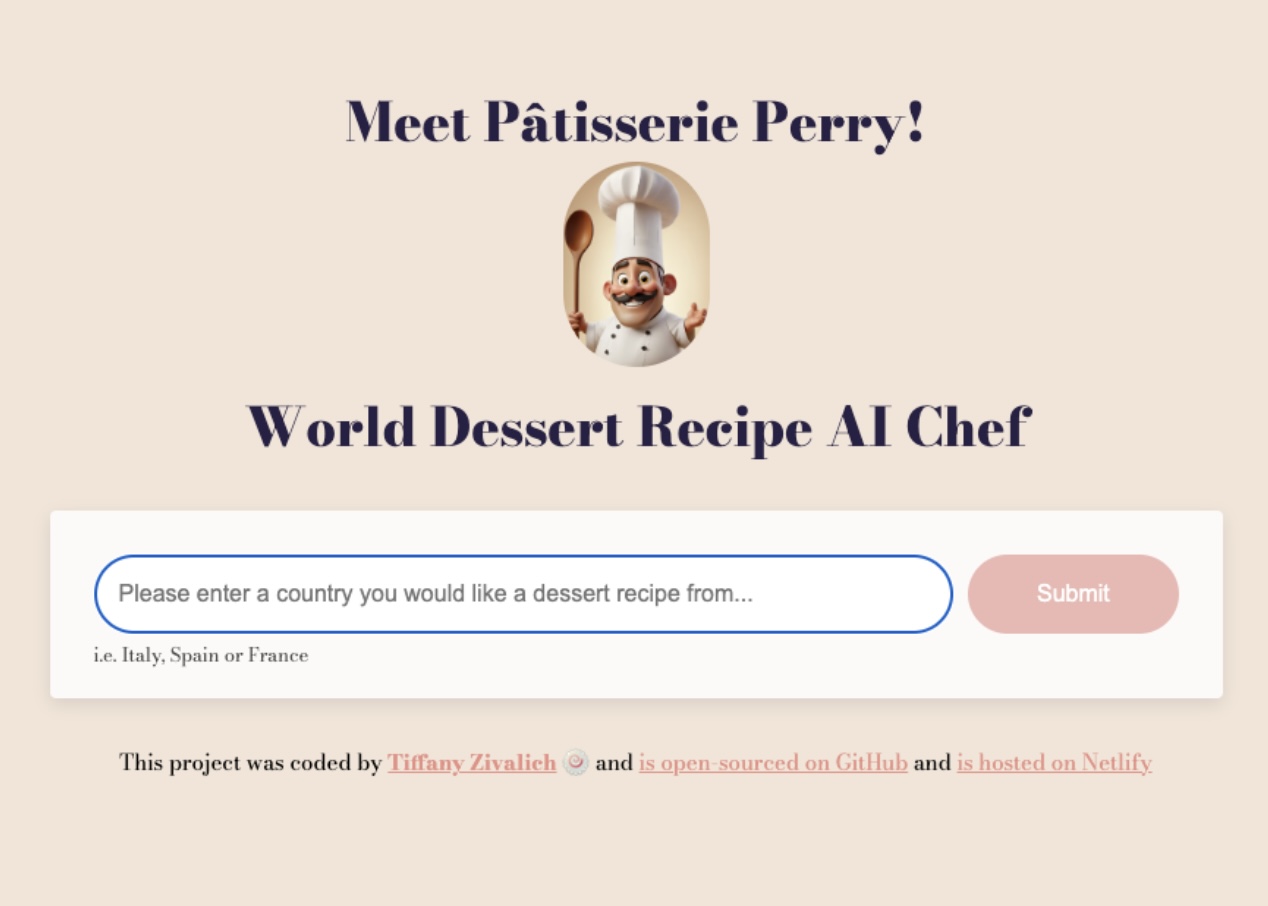 Meet Pâtisserie Perry!
World Dessert Recipe AI Chef
Please enter a country you would like a dessert recipe from...
Submit
i.e. Italy, Spain or France
This project was coded by Tiffany Zivalich 🍥 and is open-sourced on GitHub and is hosted on Netlify